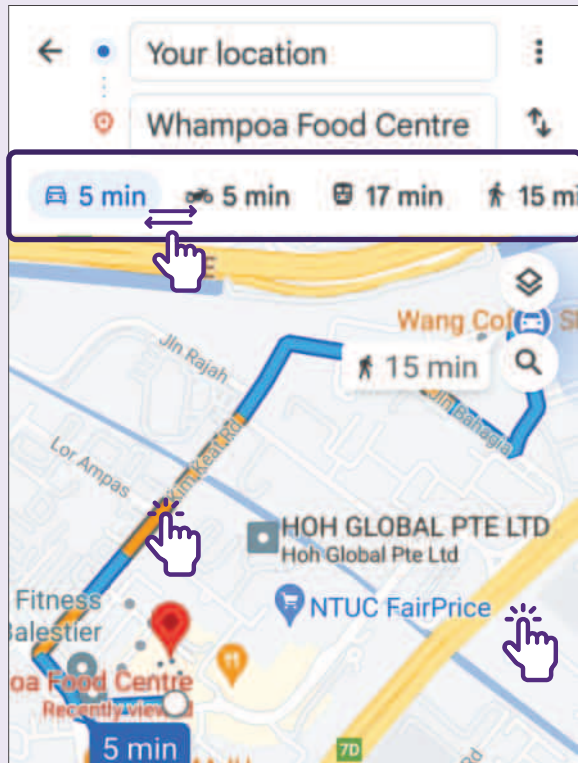 Your location
Whampoa Food Centre
5 min 5 min 17 min 15 mi
Wang Cof
Jln Rajah
15 min
Jln Bahagia
Kim Keat Rd
Lor Ampas
HOH GLOBAL PTE LTD
Hoh Global Pte Ltd
Fitness
Balestier
NTUC FairPrice
oa Food Centre
Recently viewed
5 min
7D
Rd